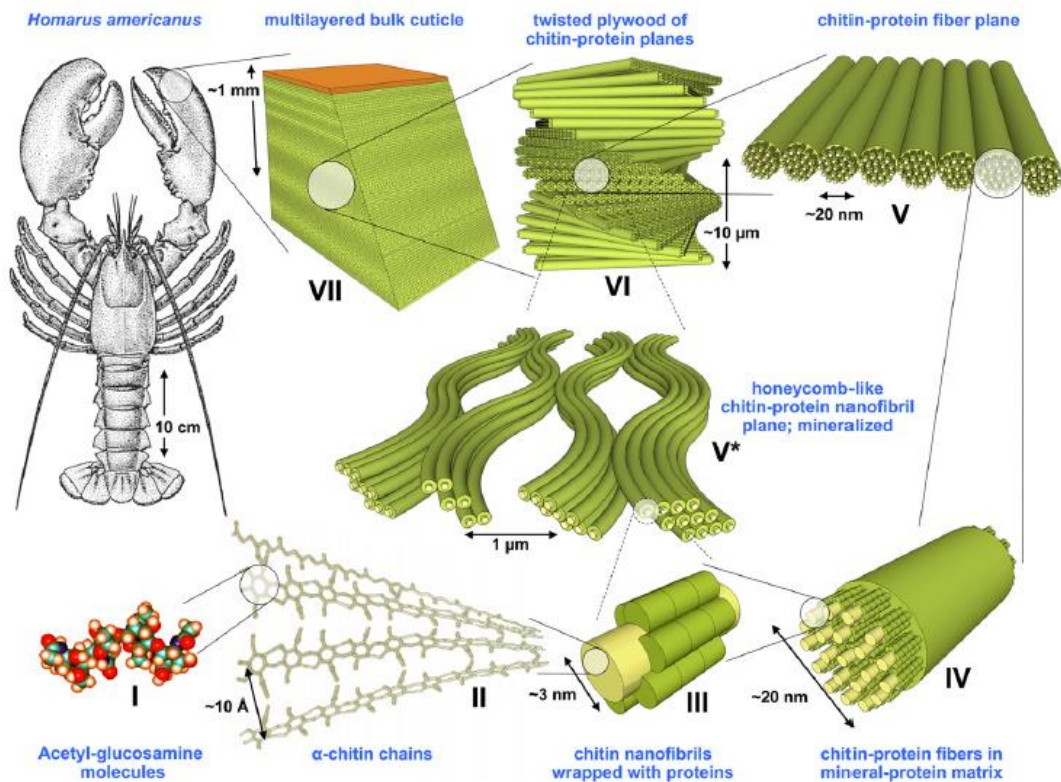 Homarus americanus
multilayered bulk cuticle
twisted plywood of
chitin-protein planes
chitin-protein fiber plane
~1 mm
~10 µm
~20 nm
VII
VI
V
honeycomb-like
chitin-protein nanofibril
plane; mineralized
V*
10 cm
1 µm
I
~10 Å
II
~3 nm
III
~20 nm
IV
Acetyl-glucosamine
molecules
α-chitin chains
chitin nanofibrils
wrapped with proteins
chitin-protein fibers in
mineral-protein matrix